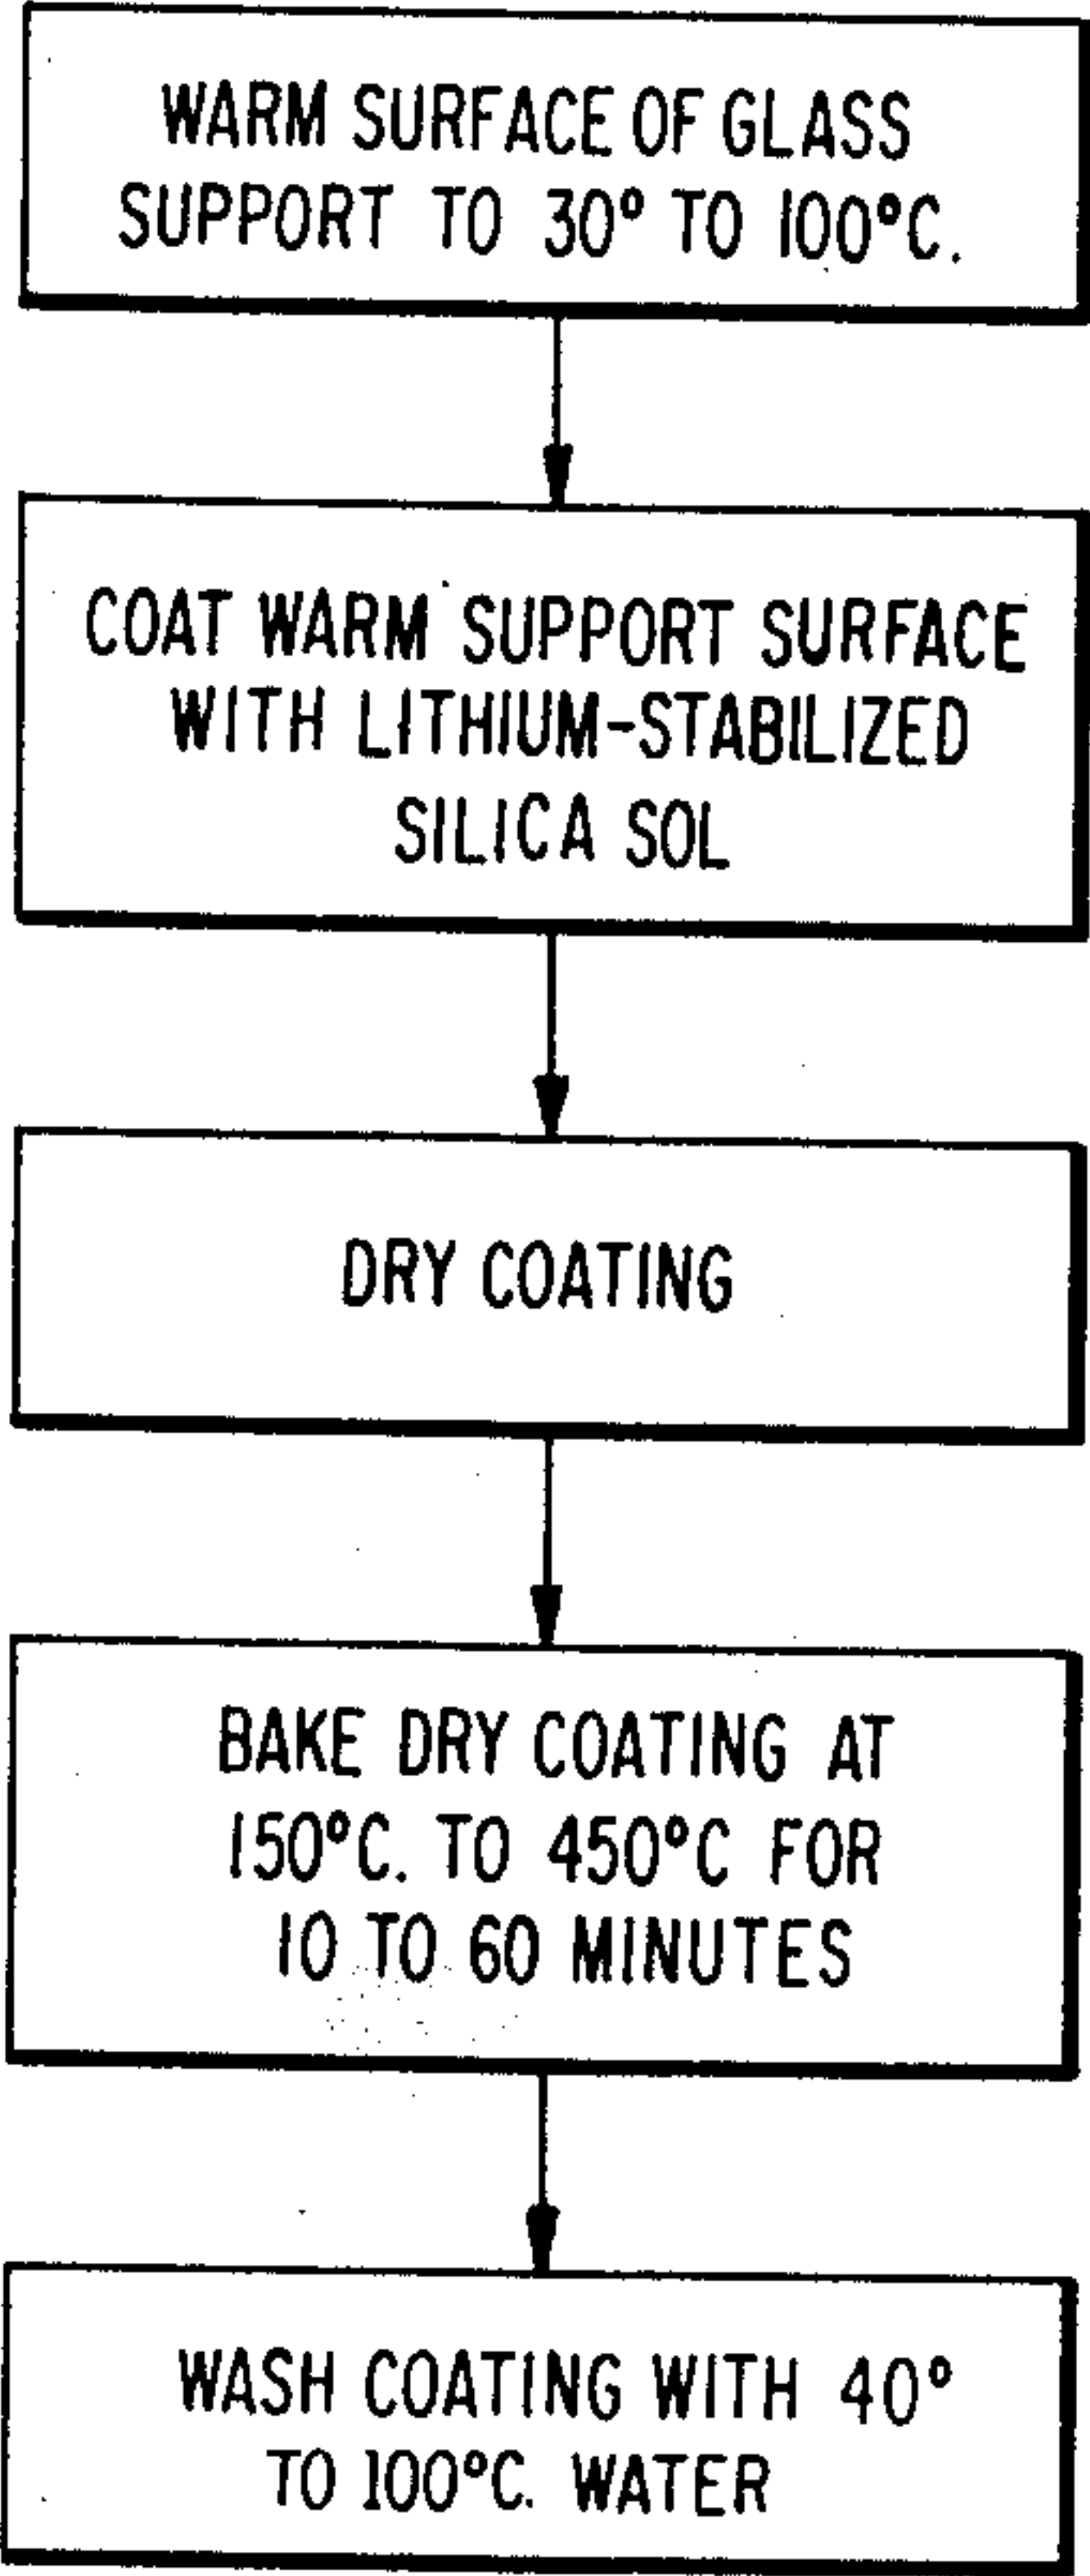 WARM SURFACE OF GLASS
SUPPORT TO 30° TO 100°C.
COAT WARM SUPPORT SURFACE
WITH LITHIUM-STABILIZED
SILICA SOL
DRY COATING
BAKE DRY COATING AT
150°C. TO 450°C FOR
10 TO 60 MINUTES
WASH COATING WITH 40°
TO 100°C. WATER